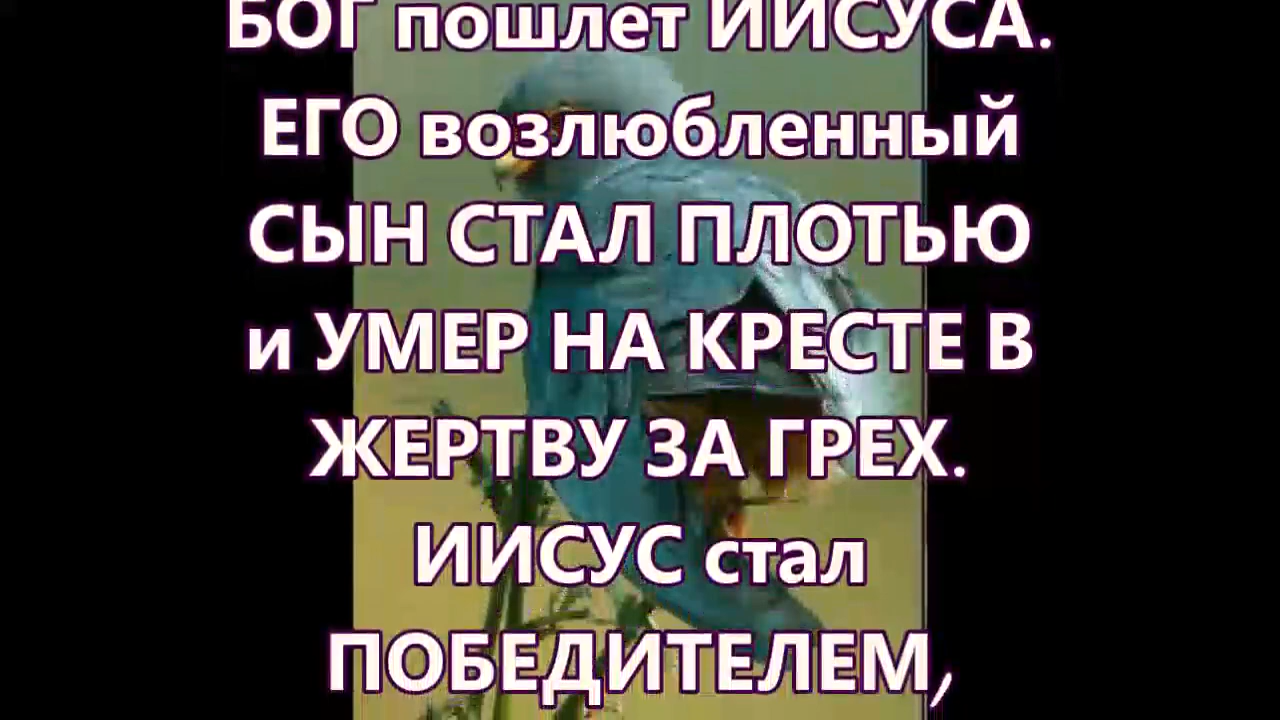 БОГ пошлет ИИСУСА.
ЕГО возлюбленный
СЫН СТАЛ ПЛОТЬЮ
и УМЕР НА КРЕСТЕ В
ЖЕРТВУ ЗА ГРЕХ.
ИИСУС стал
ПОБЕДИТЕЛЕМ,